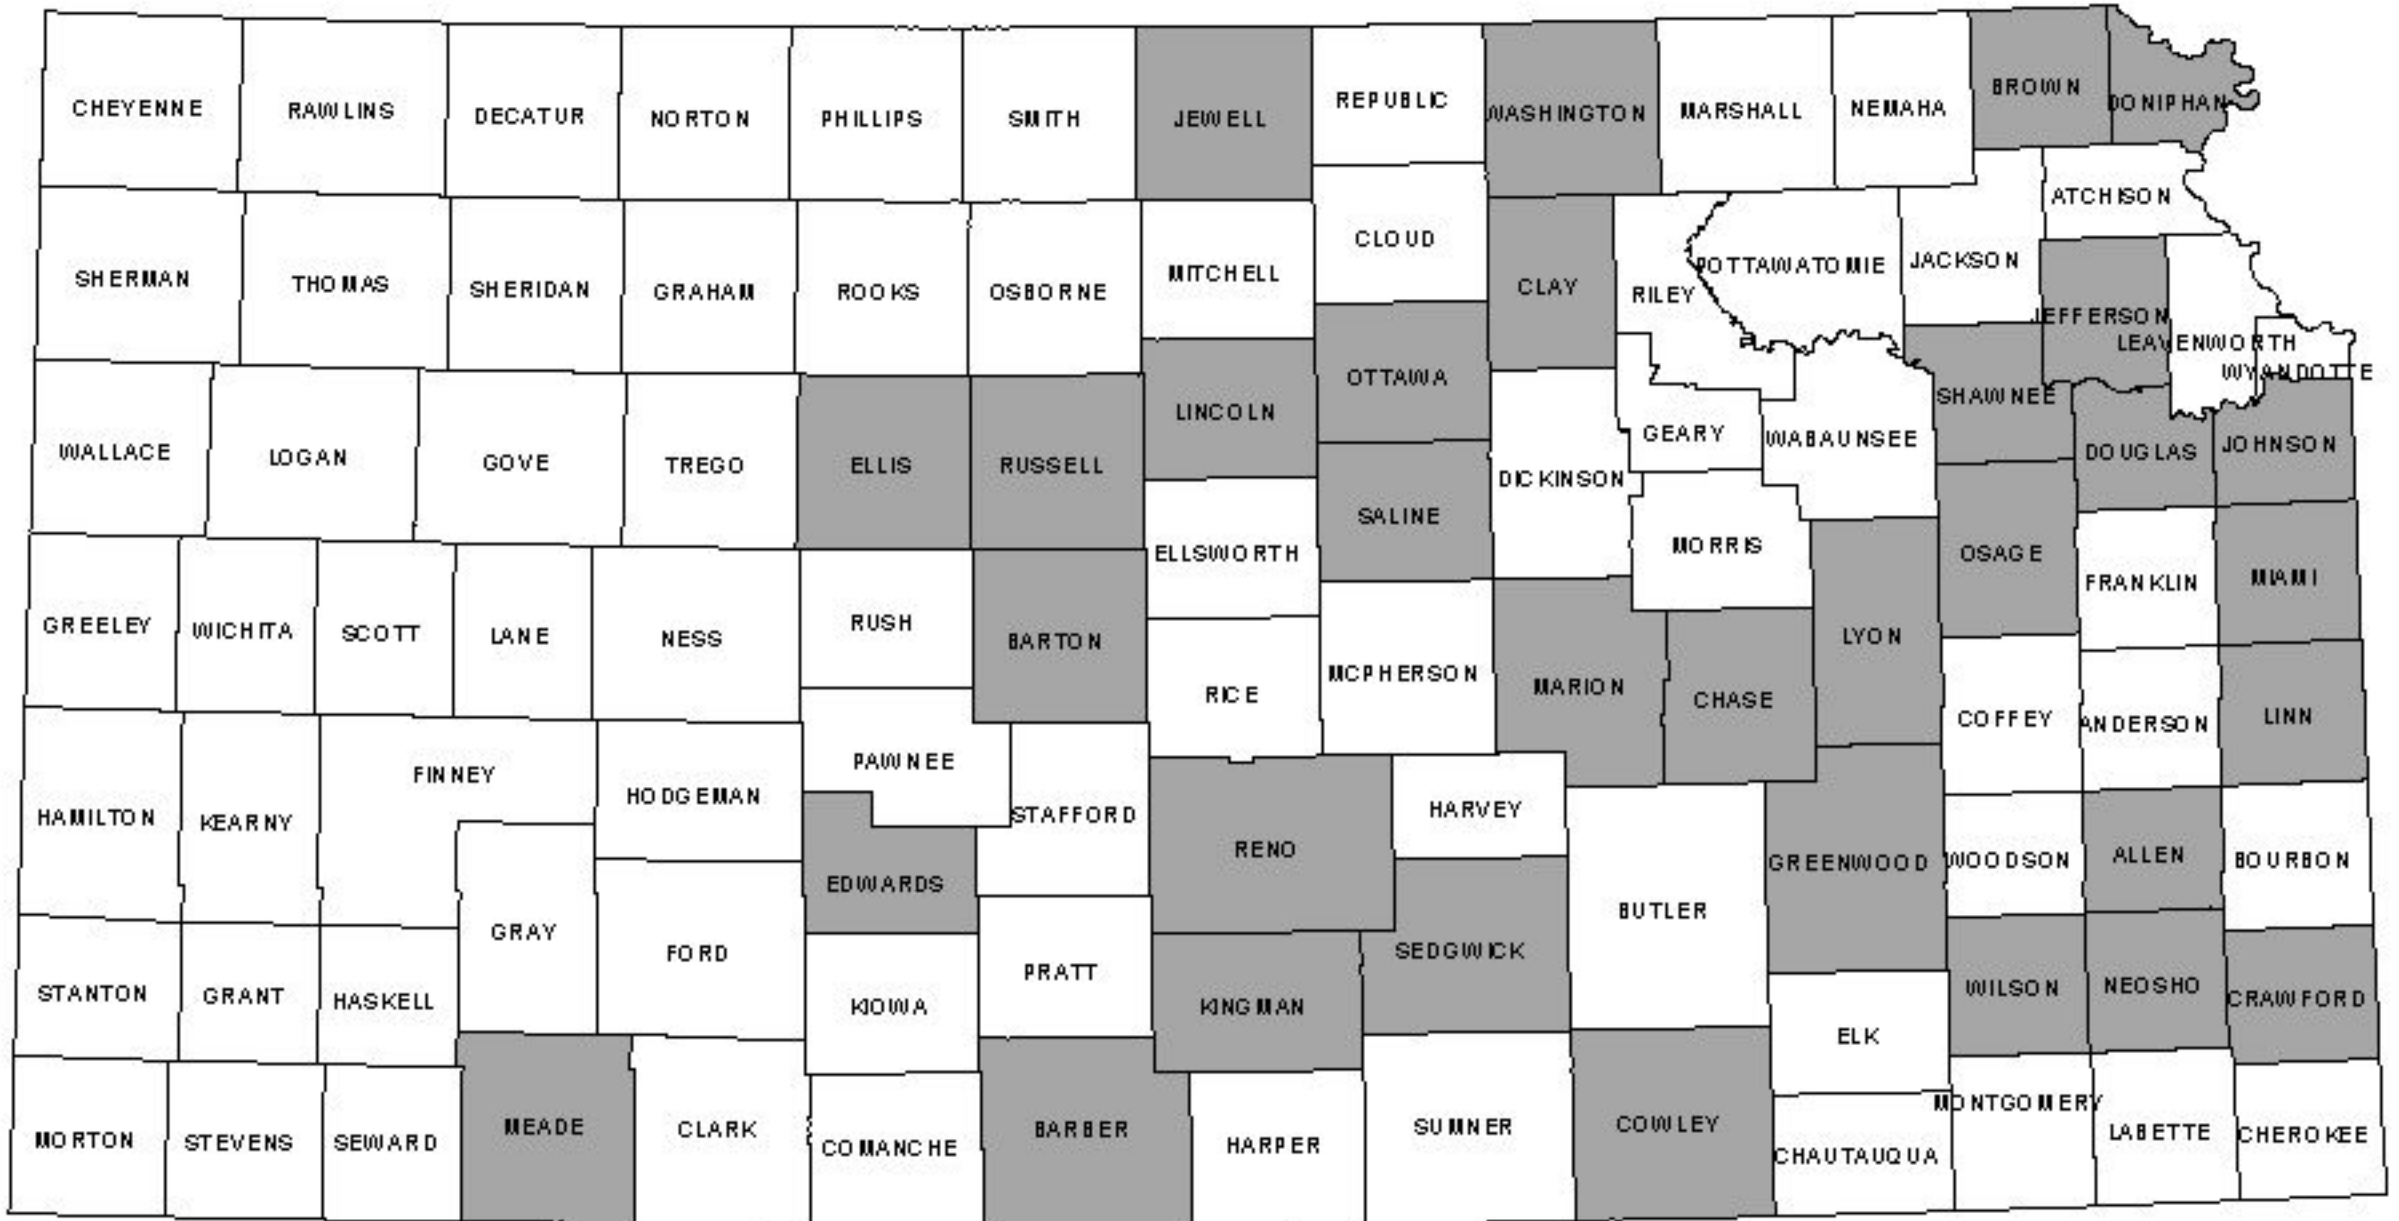 CHEYENNE
RAWLINS
DECATUR
NORTON
PHILLIPS
SMITH
JEWELL
REPUBLIC
WASHINGTON
MARSHALL
NEMAHA
BROWN
DONIPHAN
ATCHISON
SHERMAN
THOMAS
SHERIDAN
GRAHAM
ROOKS
OSBORNE
MITCHELL
CLOUD
CLAY
RILEY
POTTAWATOMIE
JACKSON
JEFFERSON
LEAVENWORTH
WYANDOTTE
WALLACE
LOGAN
GOVE
TREGO
ELLIS
RUSSELL
LINCOLN
OTTAWA
SALINE
DICKINSON
GEARY
WABAUNSEE
SHAWNEE
DOUGLAS
JOHNSON
GREELEY
WICHITA
SCOTT
LANE
NESS
RUSH
BARTON
ELLSWORTH
RICE
MCPHERSON
MARION
MORRIS
CHASE
LYON
OSAGE
FRANKLIN
MIAMI
COFFEY
ANDERSON
LINN
HAMILTON
KEARNY
FINNEY
HODGEMAN
PAWNEE
STAFFORD
EDWARDS
RENO
HARVEY
SEDGWICK
BUTLER
GREENWOOD
WOODSON
ALLEN
BOURBON
STANTON
GRANT
HASKELL
GRAY
FORD
KIOWA
PRATT
KINGMAN
ELK
WILSON
NEOSHO
CRAWFORD
MORTON
STEVENS
SEWARD
MEADE
CLARK
COMANCHE
BARBER
HARPER
SUMNER
COWLEY
CHAUTAUQUA
MONTGOMERY
LABETTE
CHEROKEE